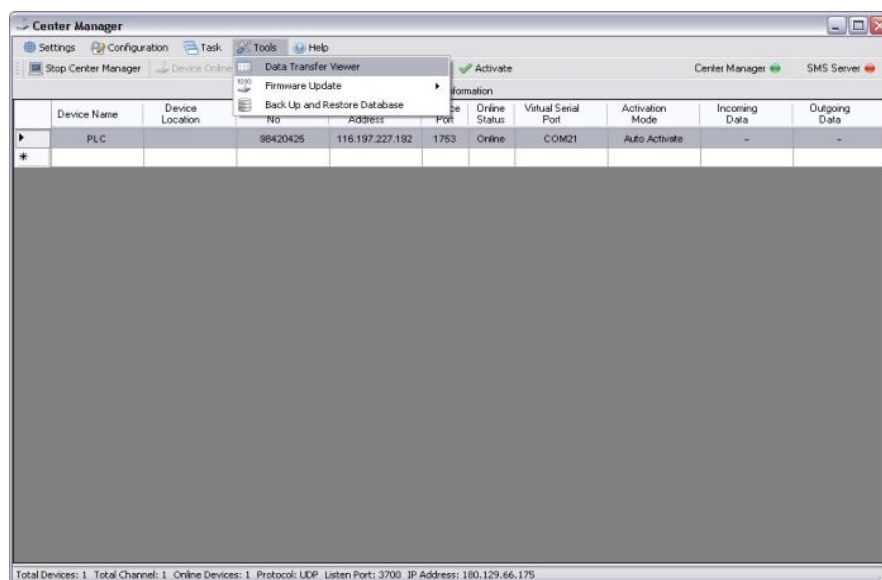 Center Manager
Settings Configuration Task Tools Help
Stop Center Manager Device Online Activate Center Manager SMS Server
Data Transfer Viewer
Firmware Update
Back Up and Restore Database
Device Name Device Location No Address Port Online Status Virtual Serial Port Activation Mode Incoming Data Outgoing Data
PLC 98420425 116.197.227.192 1753 Online COM21 Auto Activate - -
Total Devices: 1 Total Channel: 1 Online Devices: 1 Protocol: UDP Listen Port: 3700 IP Address: 180.129.66.175